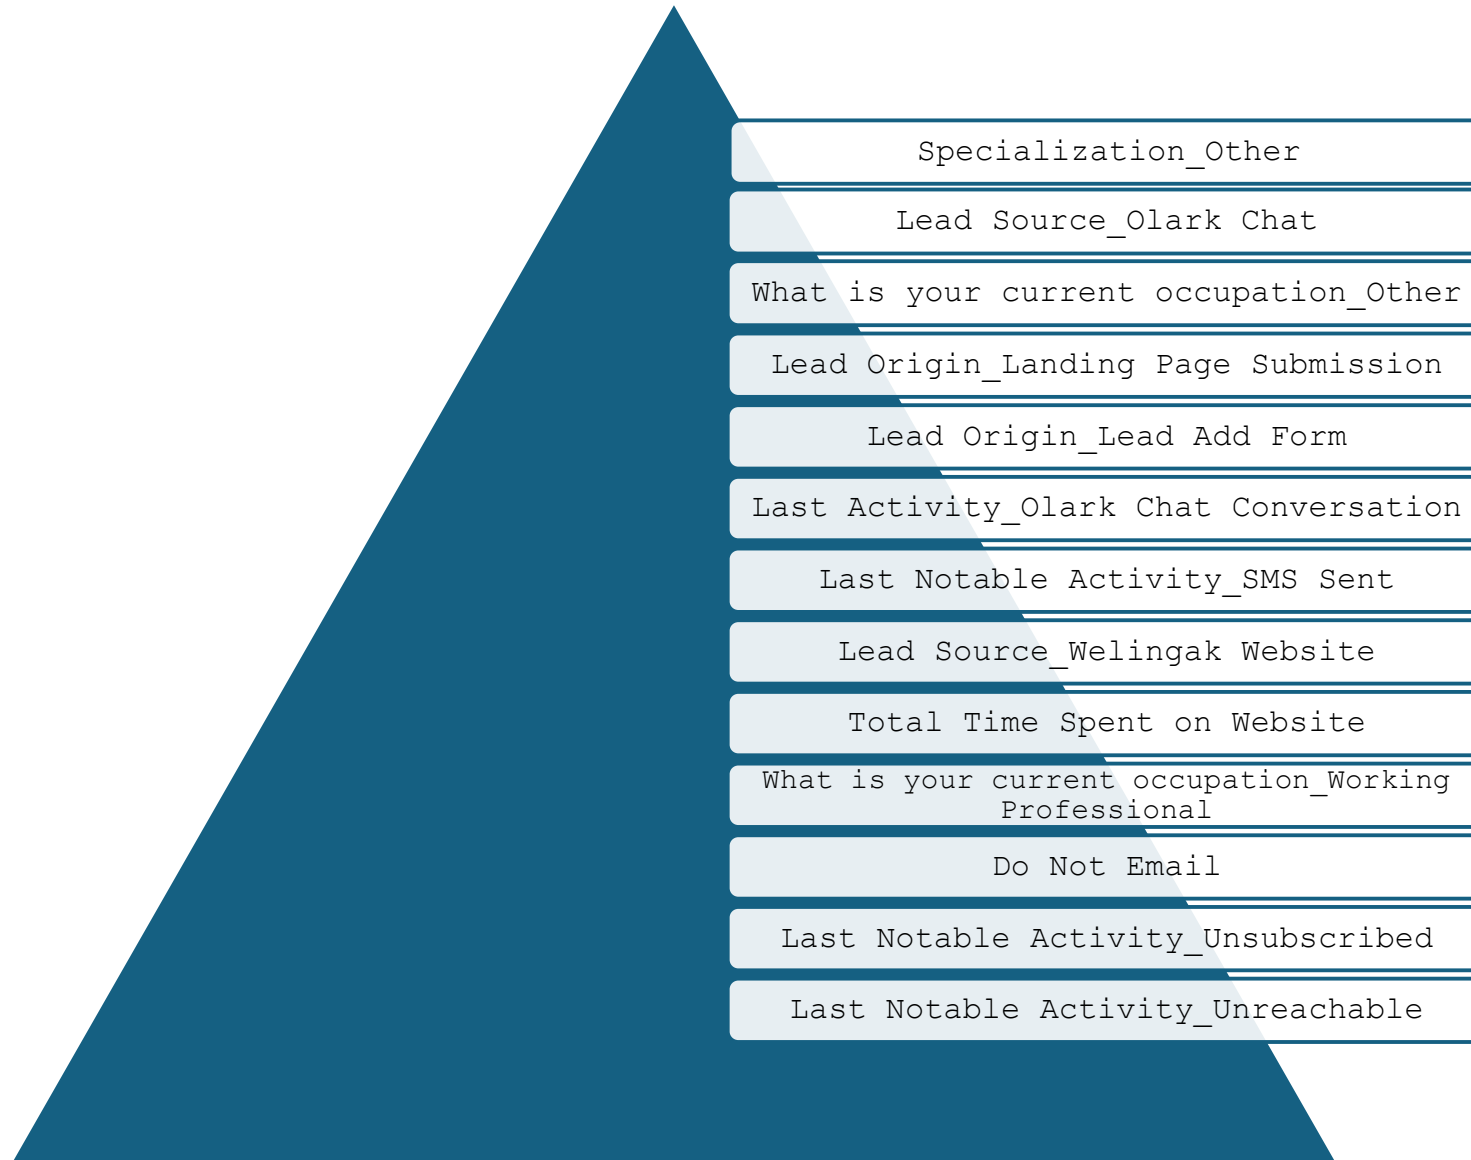 Specialization_Other
Lead Source_Olark Chat
What is your current occupation_Other
Lead Origin_Landing Page Submission
Lead Origin_Lead Add Form
Last Activity_Olark Chat Conversation
Last Notable Activity_SMS Sent
Lead Source_Welingak Website
Total Time Spent on Website
What is your current occupation_Working
Professional
Do Not Email
Last Notable Activity_Unsubscribed
Last Notable Activity_Unreachable